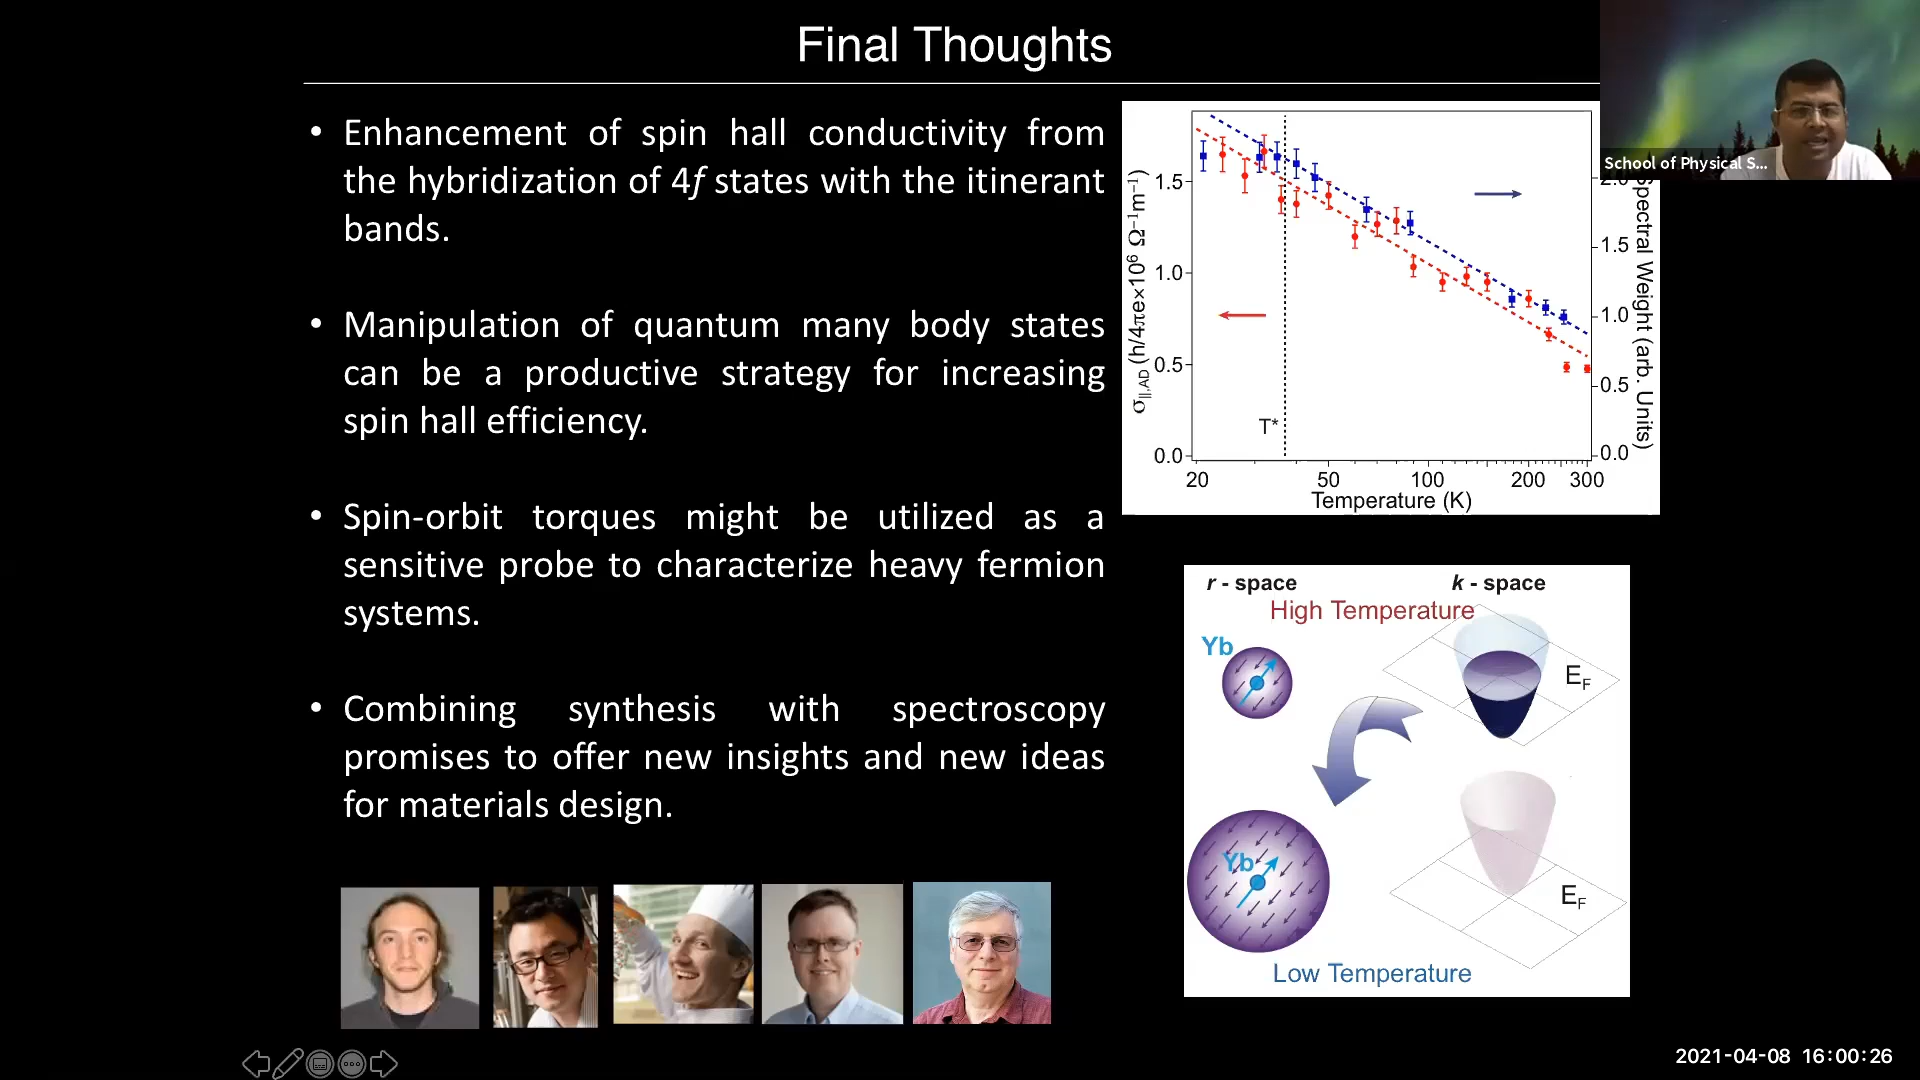 Final Thoughts
• Enhancement of spin hall conductivity from
the hybridization of 4f states with the itinerant
bands.
• Manipulation of quantum many body states
can be a productive strategy for increasing
spin hall efficiency.
• Spin-orbit torques might be utilized as a
sensitive probe to characterize heavy fermion
systems.
• Combining synthesis with spectroscopy
promises to offer new insights and new ideas
for materials design.
School of Physical S...
σ||,AD (h/4πe×10⁶ Ω⁻¹m⁻¹)
1.5
1.0
0.5
0.0
T*
20 50 100 200 300
Temperature (K)
2.0
1.5
1.0
0.5
0.0
Spectral Weight (arb. Units)
r - space k - space
High Temperature
Yb
EF
Yb
EF
Low Temperature
2021-04-08 16:00:26